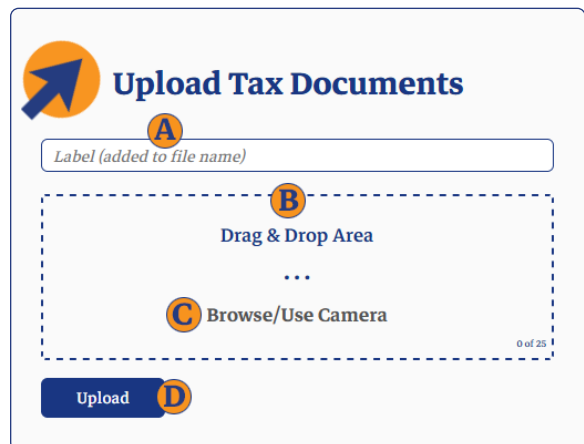 Upload Tax Documents
A
Label (added to file name)
B
Drag & Drop Area
...
C Browse/Use Camera
0 of 25
Upload D